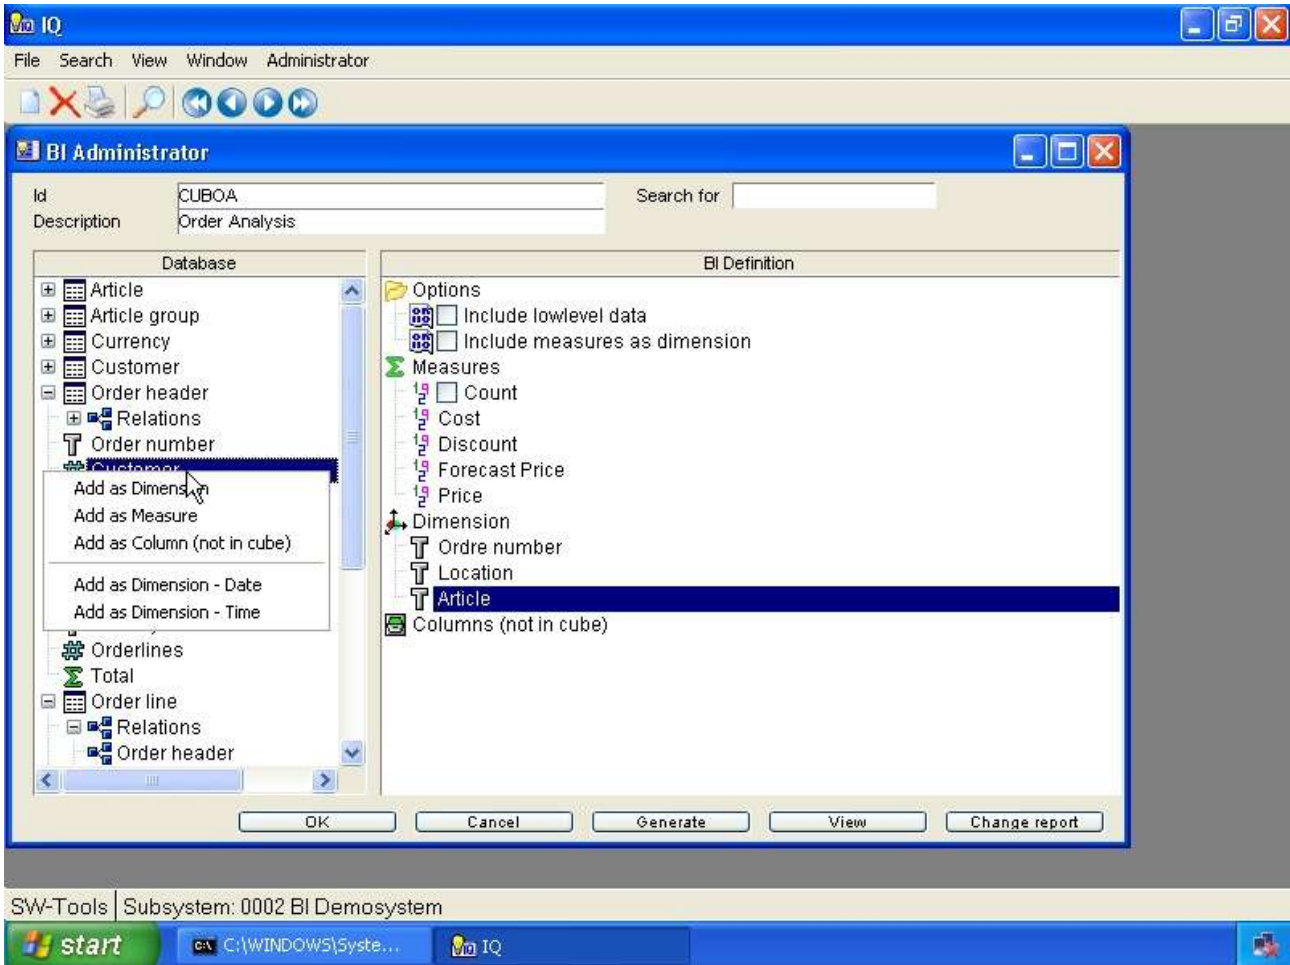 IQ
File Search View Window Administrator
BI Administrator
Id CUBOA Search for
Description Order Analysis
Database BI Definition
Article
Article group
Currency
Customer
Order header
Relations
Order number
Customer
Add as Dimension
Add as Measure
Add as Column (not in cube)
Add as Dimension - Date
Add as Dimension - Time
Orderlines
Total
Order line
Relations
Order header
Options
Include lowlevel data
Include measures as dimension
Measures
Count
Cost
Discount
Forecast Price
Price
Dimension
Ordre number
Location
Article
Columns (not in cube)
OK Cancel Generate View Change report
SW-Tools Subsystem: 0002 BI Demosystem
start C:\WINDOWS\Syste... IQ